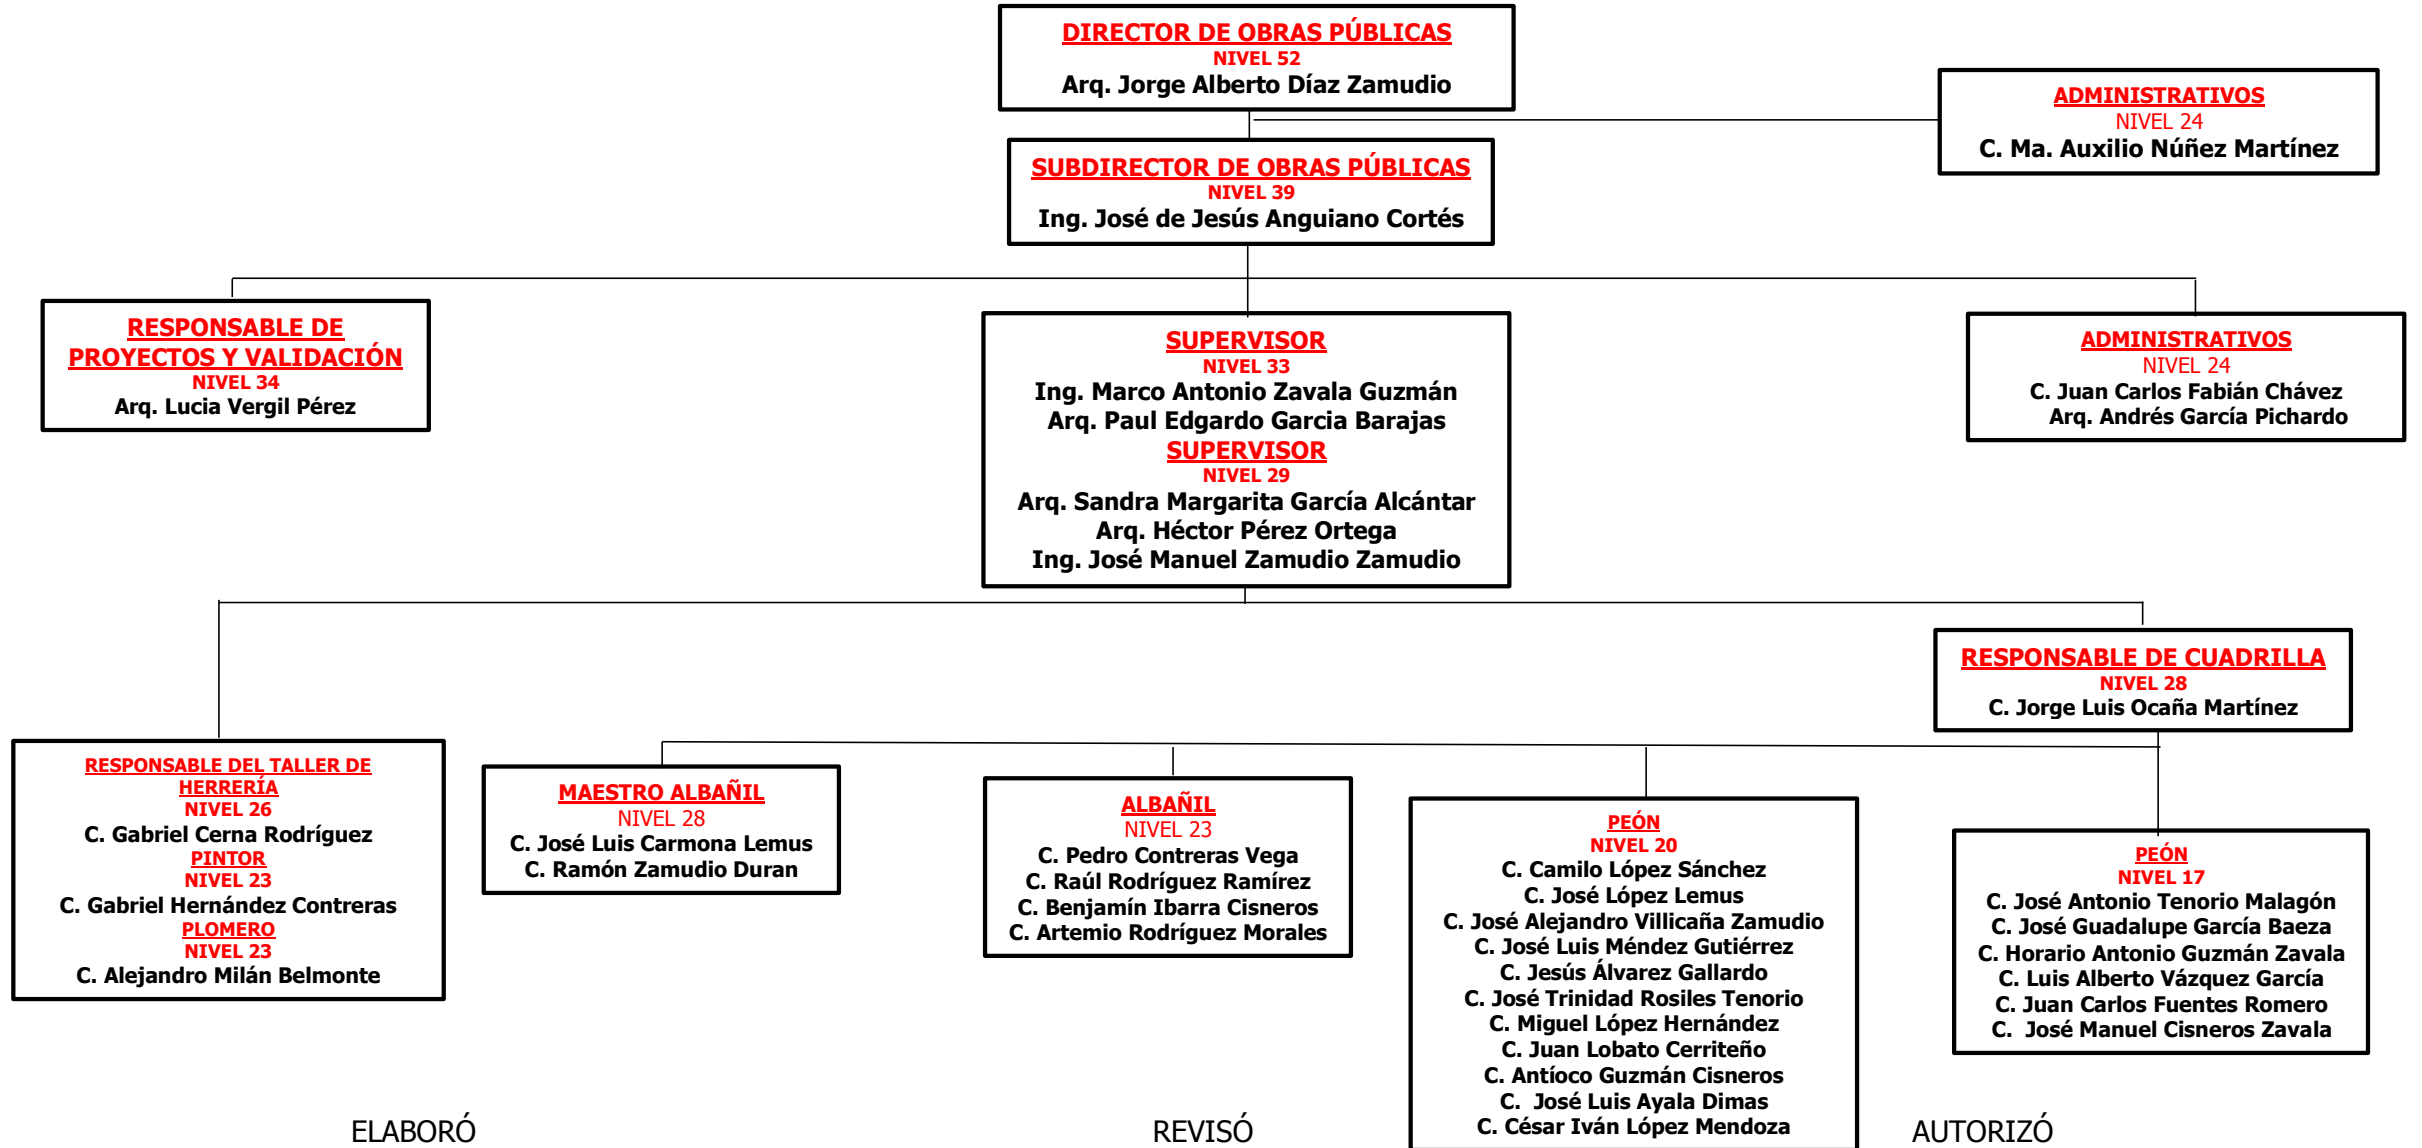 DIRECTOR DE OBRAS PÚBLICAS
NIVEL 52
Arq. Jorge Alberto Díaz Zamudio
ADMINISTRATIVOS
NIVEL 24
C. Ma. Auxilio Núñez Martínez
SUBDIRECTOR DE OBRAS PÚBLICAS
NIVEL 39
Ing. José de Jesús Anguiano Cortés
RESPONSABLE DE
PROYECTOS Y VALIDACIÓN
NIVEL 34
Arq. Lucia Vergil Pérez
SUPERVISOR
NIVEL 33
Ing. Marco Antonio Zavala Guzmán
Arq. Paul Edgardo Garcia Barajas
SUPERVISOR
NIVEL 29
Arq. Sandra Margarita García Alcántar
Arq. Héctor Pérez Ortega
Ing. José Manuel Zamudio Zamudio
ADMINISTRATIVOS
NIVEL 24
C. Juan Carlos Fabián Chávez
Arq. Andrés García Pichardo
RESPONSABLE DE CUADRILLA
NIVEL 28
C. Jorge Luis Ocaña Martínez
RESPONSABLE DEL TALLER DE
HERRERÍA
NIVEL 26
C. Gabriel Cerna Rodríguez
PINTOR
NIVEL 23
C. Gabriel Hernández Contreras
PLOMERO
NIVEL 23
C. Alejandro Milán Belmonte
MAESTRO ALBAÑIL
NIVEL 28
C. José Luis Carmona Lemus
C. Ramón Zamudio Duran
ALBAÑIL
NIVEL 23
C. Pedro Contreras Vega
C. Raúl Rodríguez Ramírez
C. Benjamín Ibarra Cisneros
C. Artemio Rodríguez Morales
PEÓN
NIVEL 20
C. Camilo López Sánchez
C. José López Lemus
C. José Alejandro Villicaña Zamudio
C. José Luis Méndez Gutiérrez
C. Jesús Álvarez Gallardo
C. José Trinidad Rosiles Tenorio
C. Miguel López Hernández
C. Juan Lobato Cerriteño
C. Antíoco Guzmán Cisneros
C. José Luis Ayala Dimas
C. César Iván López Mendoza
PEÓN
NIVEL 17
C. José Antonio Tenorio Malagón
C. José Guadalupe García Baeza
C. Horario Antonio Guzmán Zavala
C. Luis Alberto Vázquez García
C. Juan Carlos Fuentes Romero
C. José Manuel Cisneros Zavala
ELABORÓ
REVISÓ
AUTORIZÓ